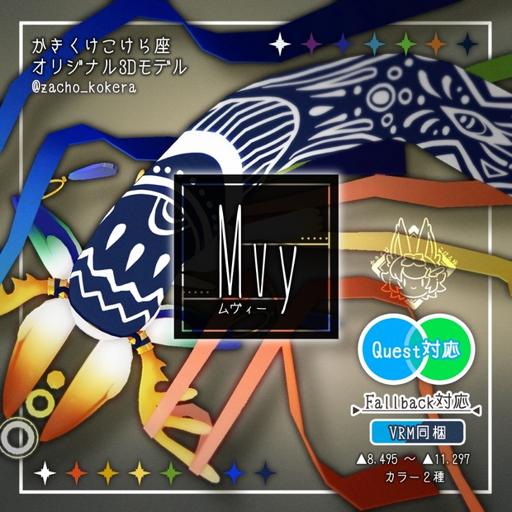 かきくけこけら座
オリジナル3Dモデル
@zacho_kokera
Mvy
ムヴィー
Quest対応
Fallback対応
VRM同梱
▲8.495 ～ ▲11.297
カラー2種